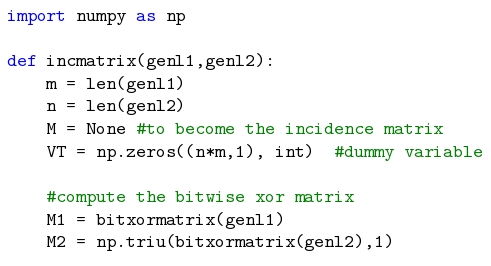 import numpy as np

def incmatrix(genl1,genl2):
    m = len(genl1)
    n = len(genl2)
    M = None #to become the incidence matrix
    VT = np.zeros((n*m,1), int)  #dummy variable

    #compute the bitwise xor matrix
    M1 = bitxormatrix(genl1)
    M2 = np.triu(bitxormatrix(genl2),1)